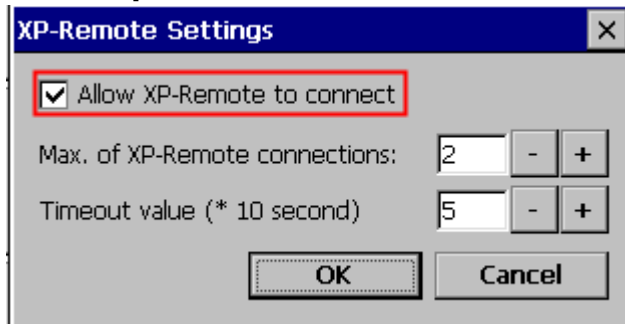 XP-Remote Settings
Allow XP-Remote to connect
Max. of XP-Remote connections: 2 - +
Timeout value (* 10 second) 5 - +
OK Cancel